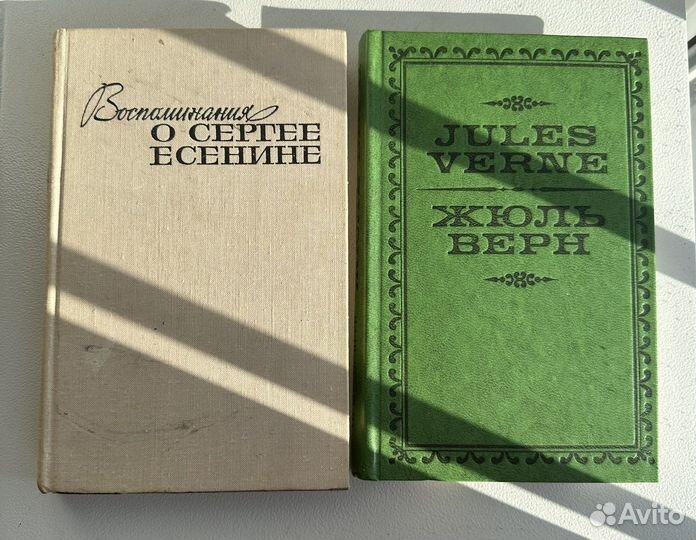 Воспоминания
О СЕРГЕЕ
ЕСЕНИНЕ
JULES
VERNE
ЖЮЛЬ
ВЕРН
Avito